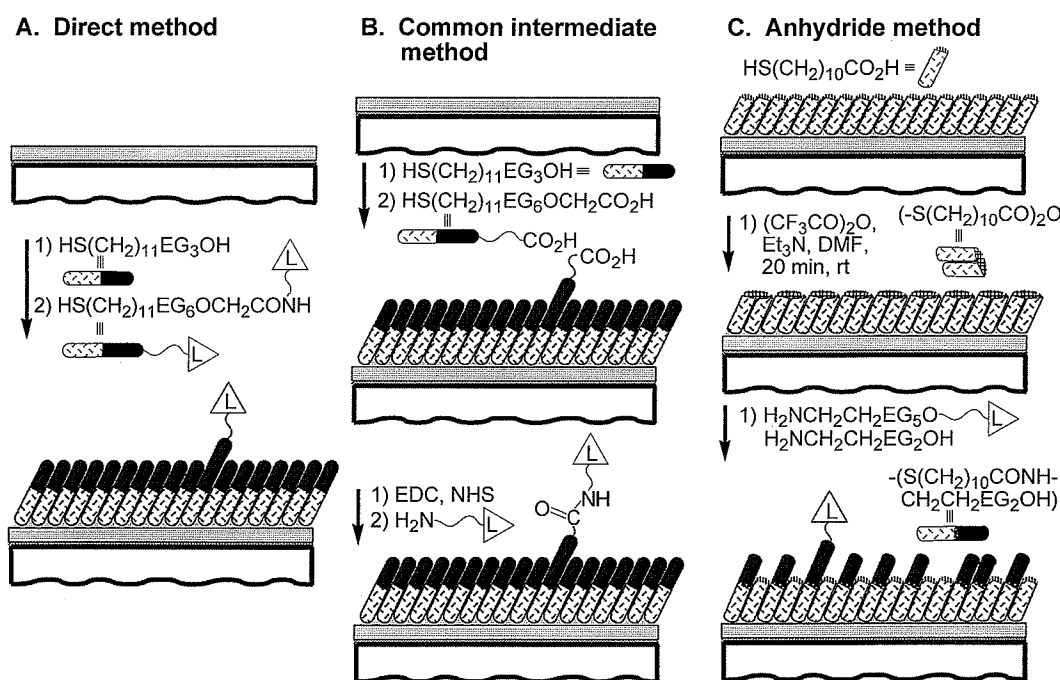 A. Direct method
1) HS(CH₂)₁₁EG₃OH
≡
L
2) HS(CH₂)₁₁EG₆OCH₂CONH
≡
L
L
B. Common intermediate
method
1) HS(CH₂)₁₁EG₃OH≡
2) HS(CH₂)₁₁EG₆OCH₂CO₂H
≡
CO₂H
CO₂H
L
1) EDC, NHS
2) H₂N
L
NH
O=C
C. Anhydride method
HS(CH₂)₁₀CO₂H ≡
1) (CF₃CO)₂O,
Et₃N, DMF,
20 min, rt
(-S(CH₂)₁₀CO)₂O
≡
1) H₂NCH₂CH₂EG₅O
L
H₂NCH₂CH₂EG₂OH
-(S(CH₂)₁₀CONH-
CH₂CH₂EG₂OH)
≡
L